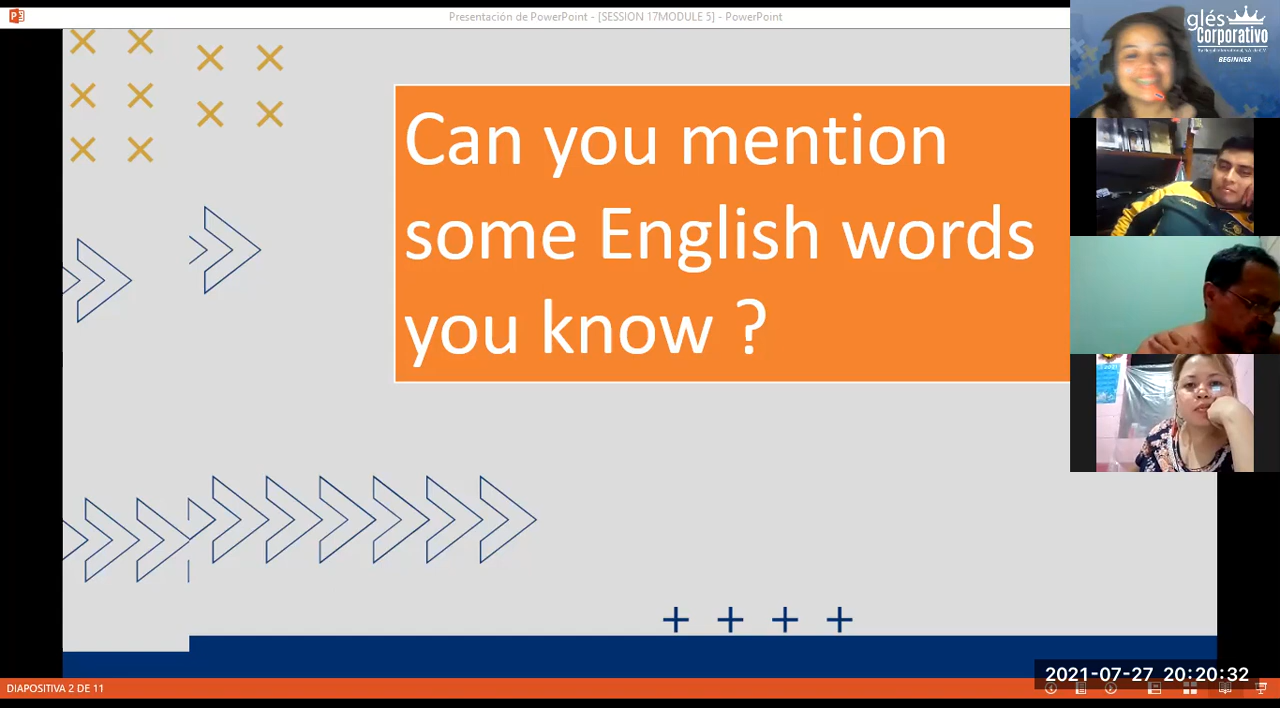 Presentación de PowerPoint - [SESSION 17MODULE 5] - PowerPoint
glés
Corporativo
BEGINNER
Can you mention
some English words
you know ?
2021-07-27 20:20:32
DIAPOSITIVA 2 DE 11